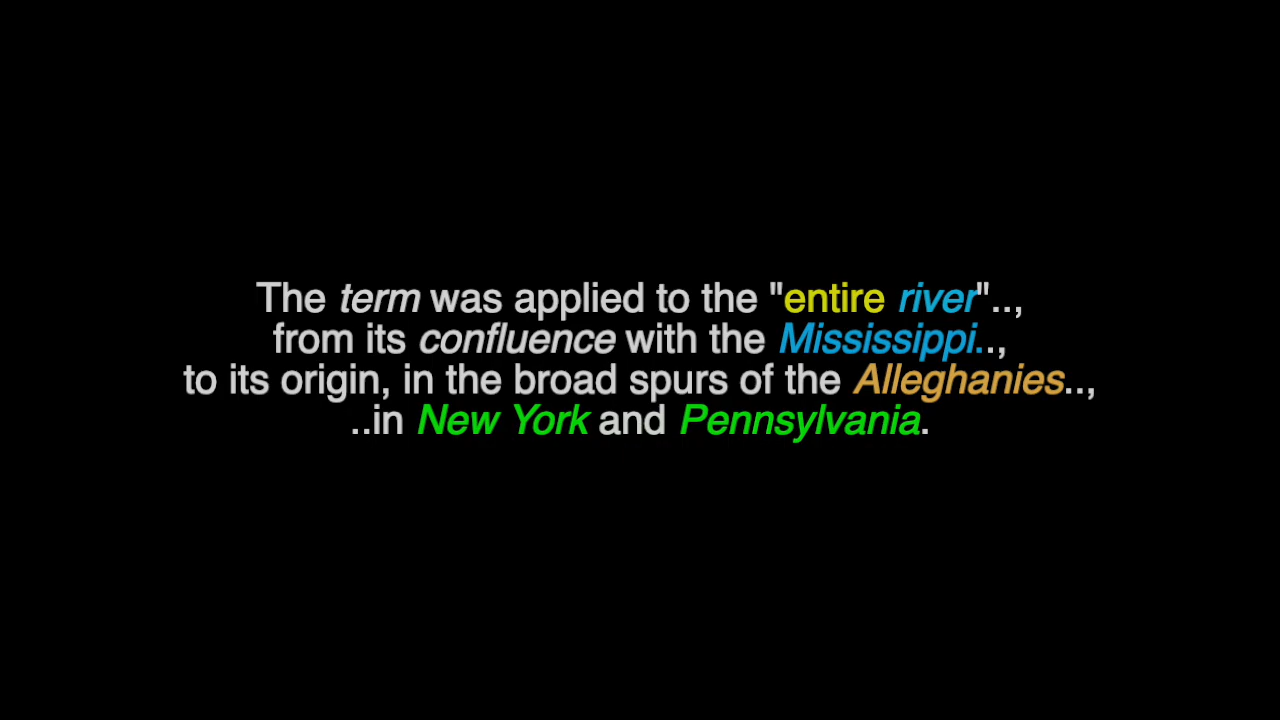 The term was applied to the "entire river"..,
from its confluence with the Mississippi..,
to its origin, in the broad spurs of the Alleghanies..,
..in New York and Pennsylvania.